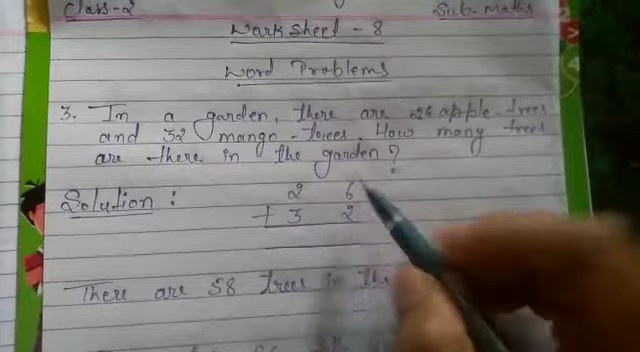 Class-2 Sub-Maths
Worksheet - 8
Word Problems
3. In a garden, there are 26 apple-trees
and 32 mango-trees. How many trees
are there in the garden?
Solution: 2 6
+ 3 2
There are 58 trees in the